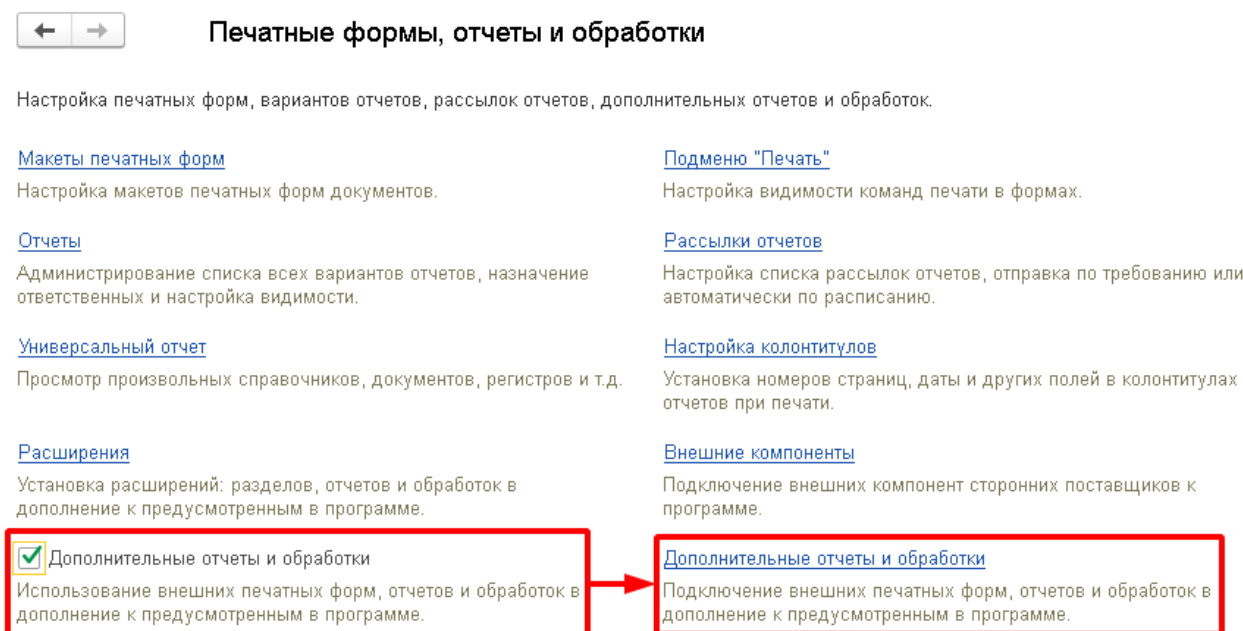 Печатные формы, отчеты и обработки
Настройка печатных форм, вариантов отчетов, рассылок отчетов, дополнительных отчетов и обработок.
Макеты печатных форм
Настройка макетов печатных форм документов.
Подменю "Печать"
Настройка видимости команд печати в формах.
Отчеты
Администрирование списка всех вариантов отчетов, назначение
ответственных и настройка видимости.
Рассылки отчетов
Настройка списка рассылок отчетов, отправка по требованию или
автоматически по расписанию.
Универсальный отчет
Просмотр произвольных справочников, документов, регистров и т.д.
Настройка колонтитулов
Установка номеров страниц, даты и других полей в колонтитулах
отчетов при печати.
Расширения
Установка расширений: разделов, отчетов и обработок в
дополнение к предусмотренным в программе.
Внешние компоненты
Подключение внешних компонент сторонних поставщиков к
программе.
Дополнительные отчеты и обработки
Использование внешних печатных форм, отчетов и обработок в
дополнение к предусмотренным в программе.
Дополнительные отчеты и обработки
Подключение внешних печатных форм, отчетов и обработок в
дополнение к предусмотренным в программе.